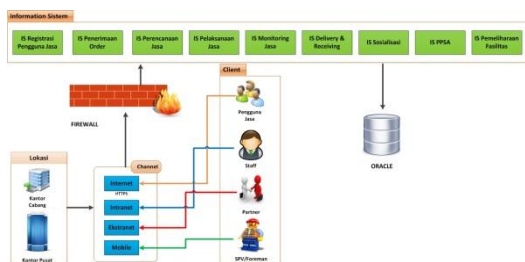 Information Sistem
IS Registrasi
Pengguna Jasa
IS Penerimaan
Order
IS Perencanaan
Jasa
IS Pelaksanaan
Jasa
IS Monitoring
Jasa
IS Delivery &
Receiving
IS Sosialisasi
IS PPSA
IS Pemeliharaan
Fasilitas
FIREWALL
Client
Pengguna
Jasa
Staff
Partner
SPV/Foreman
ORACLE
Lokasi
Kantor
Cabang
Kantor Pusat
Channel
Internet
HTTPS
Intranet
Ekstranet
Mobile